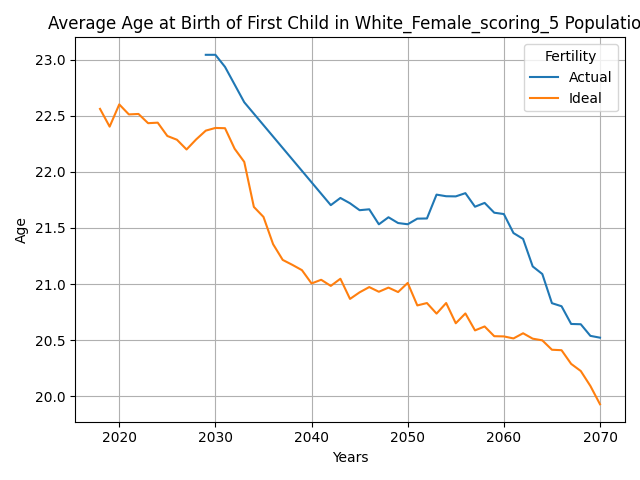 Average Age at Birth of First Child in White_Female_scoring_5 Populatio
Fertility
Actual
Ideal
23.0
22.5
22.0
21.5
21.0
20.5
20.0
Age
2020 2030 2040 2050 2060 2070
Years